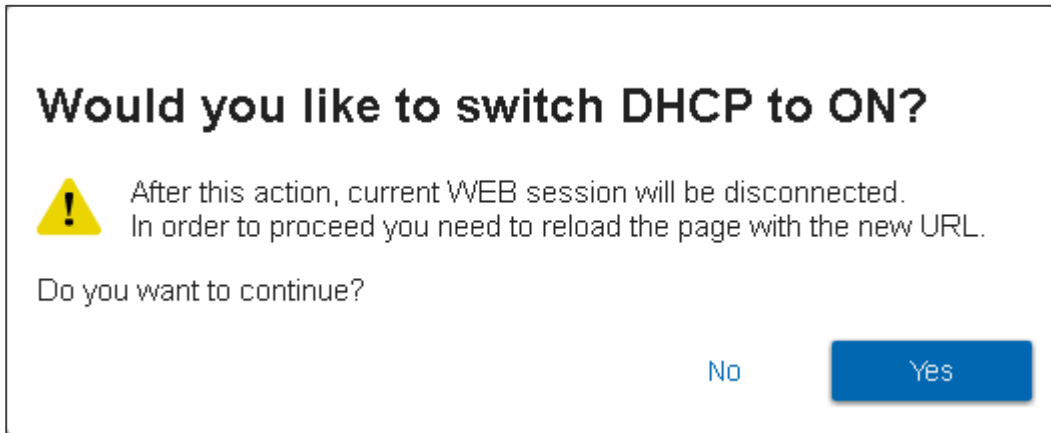 Would you like to switch DHCP to ON?
After this action, current WEB session will be disconnected.
In order to proceed you need to reload the page with the new URL.
Do you want to continue?
No
Yes